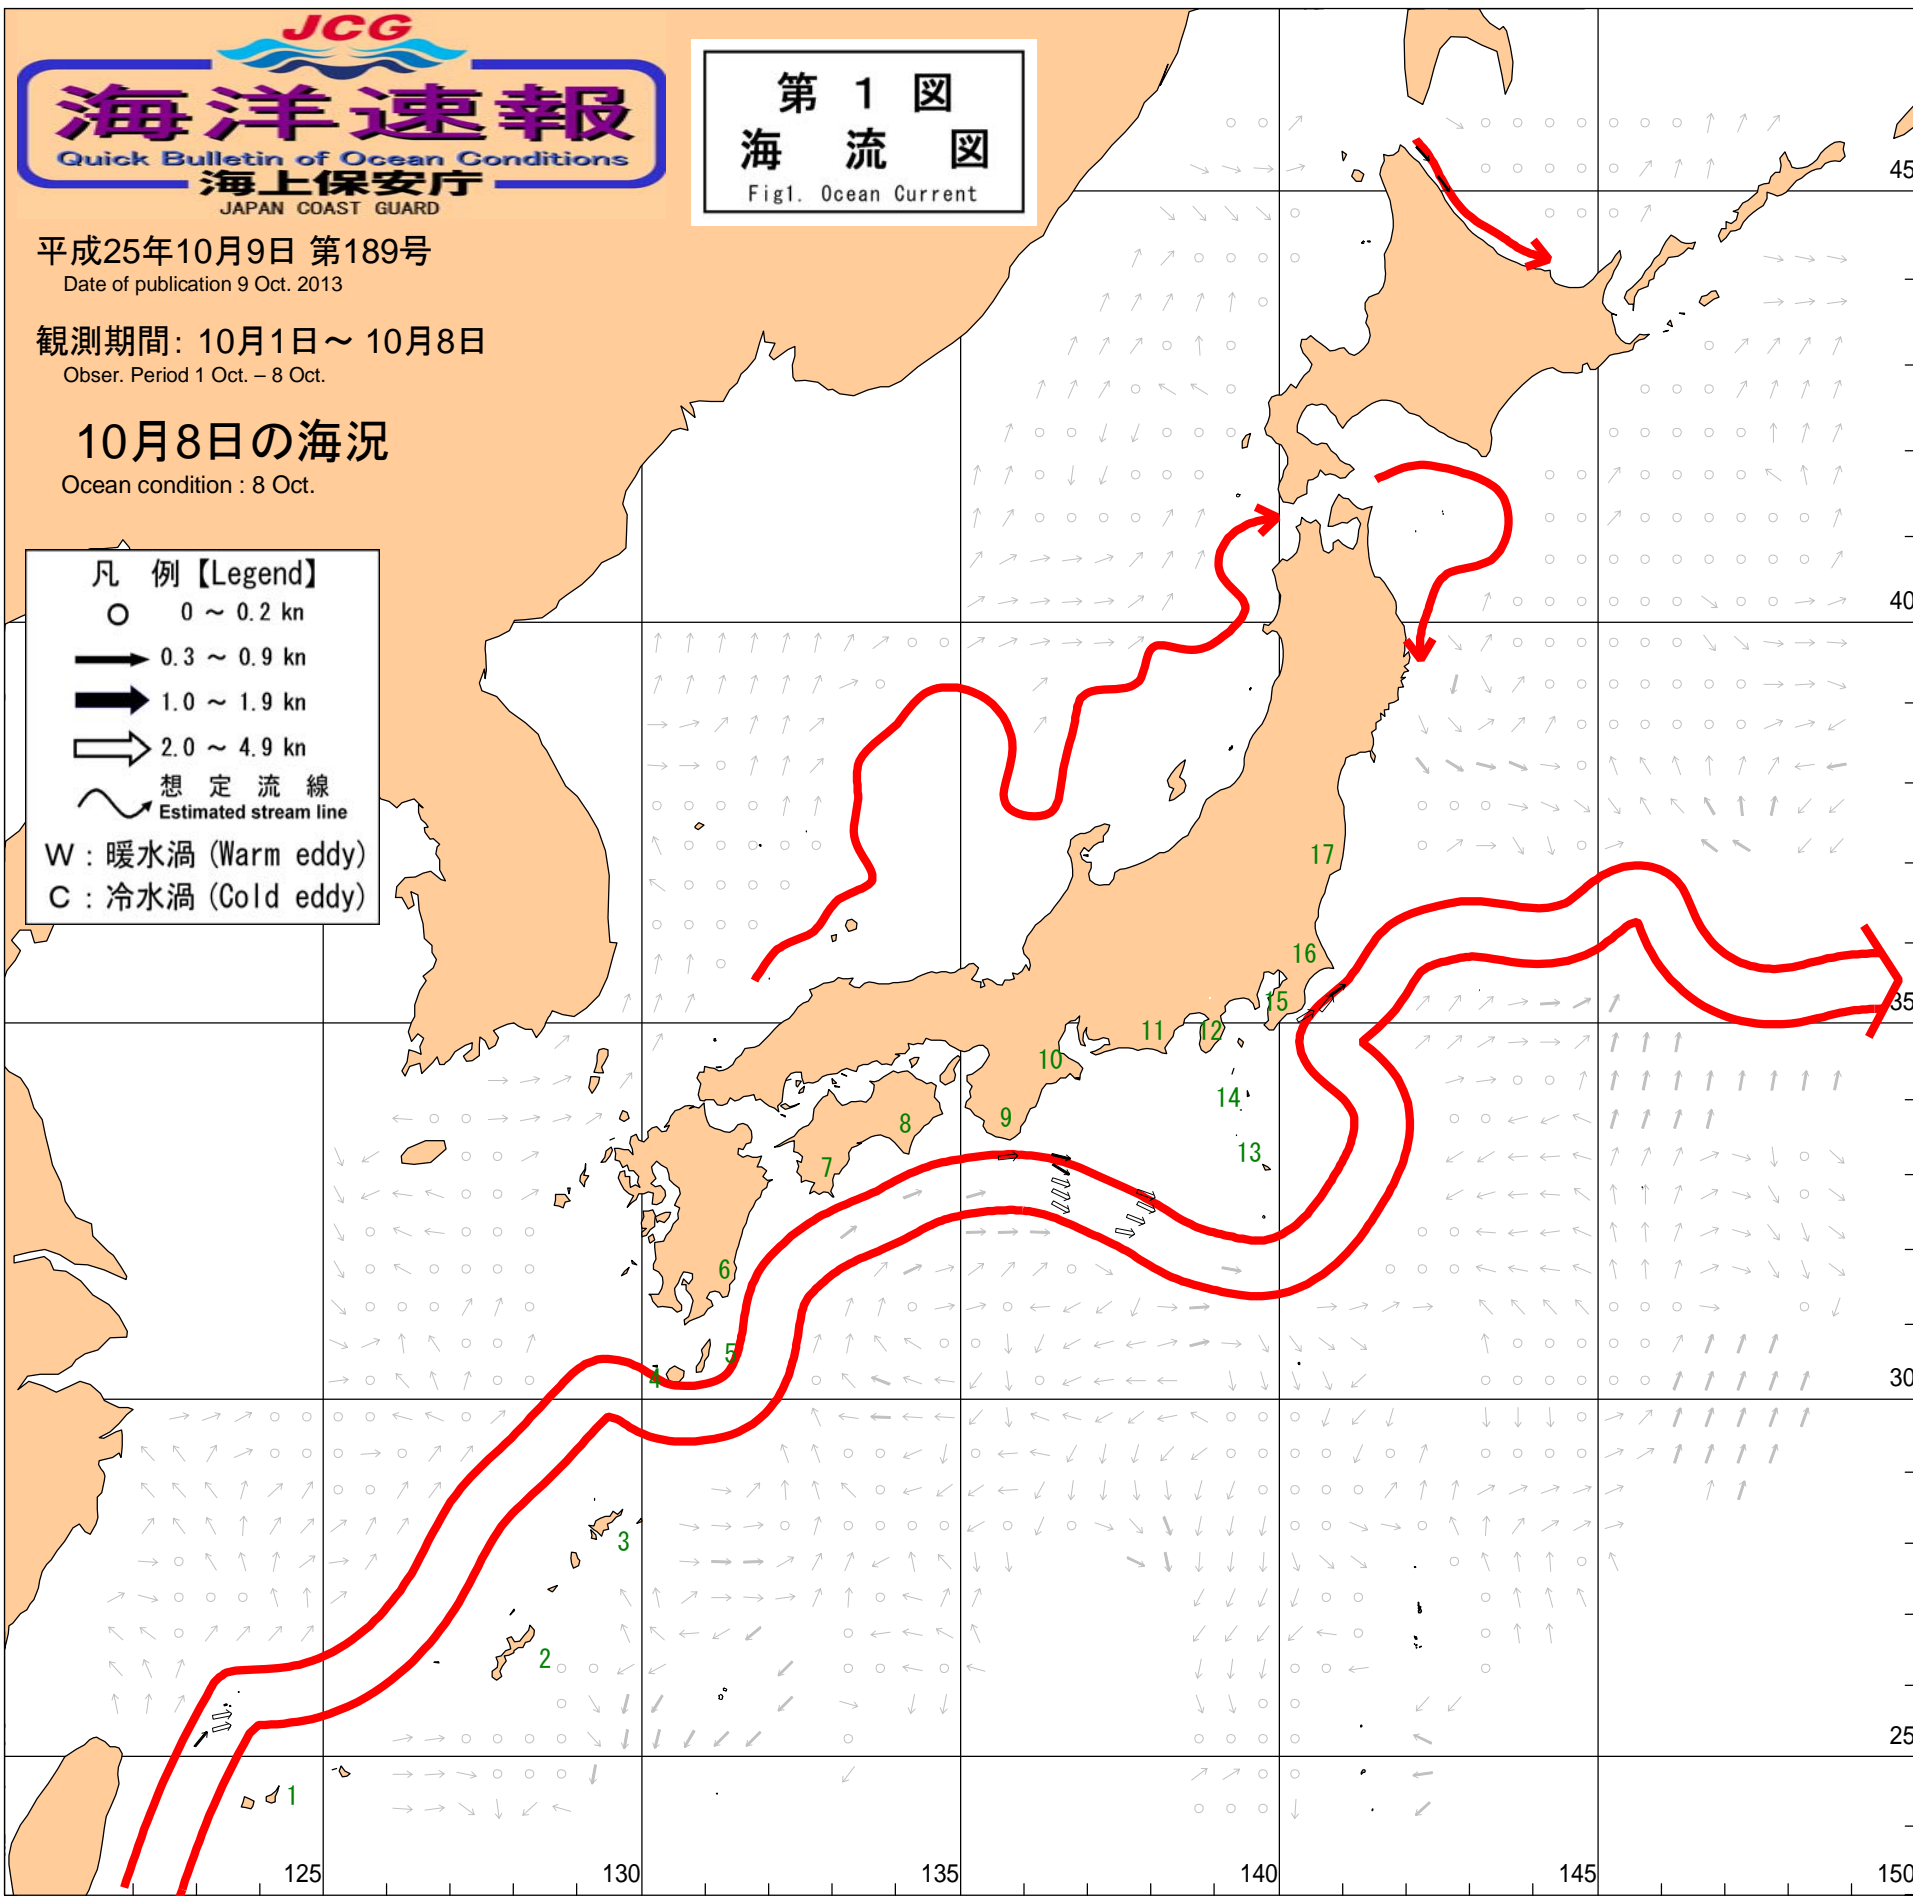 JCG
海洋速報
Quick Bulletin of Ocean Conditions
海上保安庁
JAPAN COAST GUARD
第 1 図
海 流 図
Fig1. Ocean Current
平成25年10月9日 第189号
Date of publication 9 Oct. 2013
観測期間: 10月1日～ 10月8日
Obser. Period 1 Oct. – 8 Oct.
10月8日の海況
Ocean condition : 8 Oct.
凡 例【Legend】
0 ～ 0.2 kn
0.3 ～ 0.9 kn
1.0 ～ 1.9 kn
2.0 ～ 4.9 kn
想 定 流 線
Estimated stream line
W : 暖水渦 (Warm eddy)
C : 冷水渦 (Cold eddy)
45
40
17
16
15
35
11
12
10
14
9
8
13
7
6
5
4
30
3
2
25
1
125
130
135
140
145
150